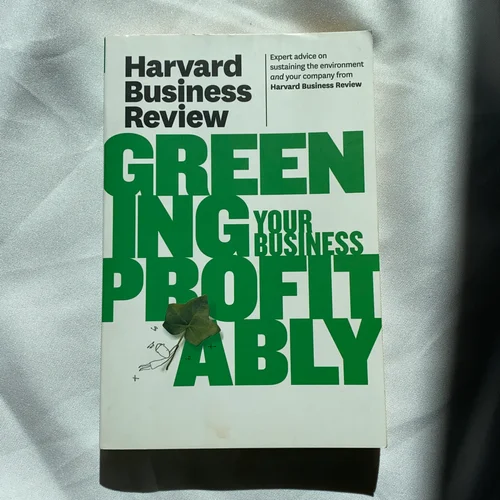 Harvard
Business
Review
Expert advice on
sustaining the environment
and your company from
Harvard Business Review
GREEN
ING YOUR
BUSINESS
PROFIT
ABLY